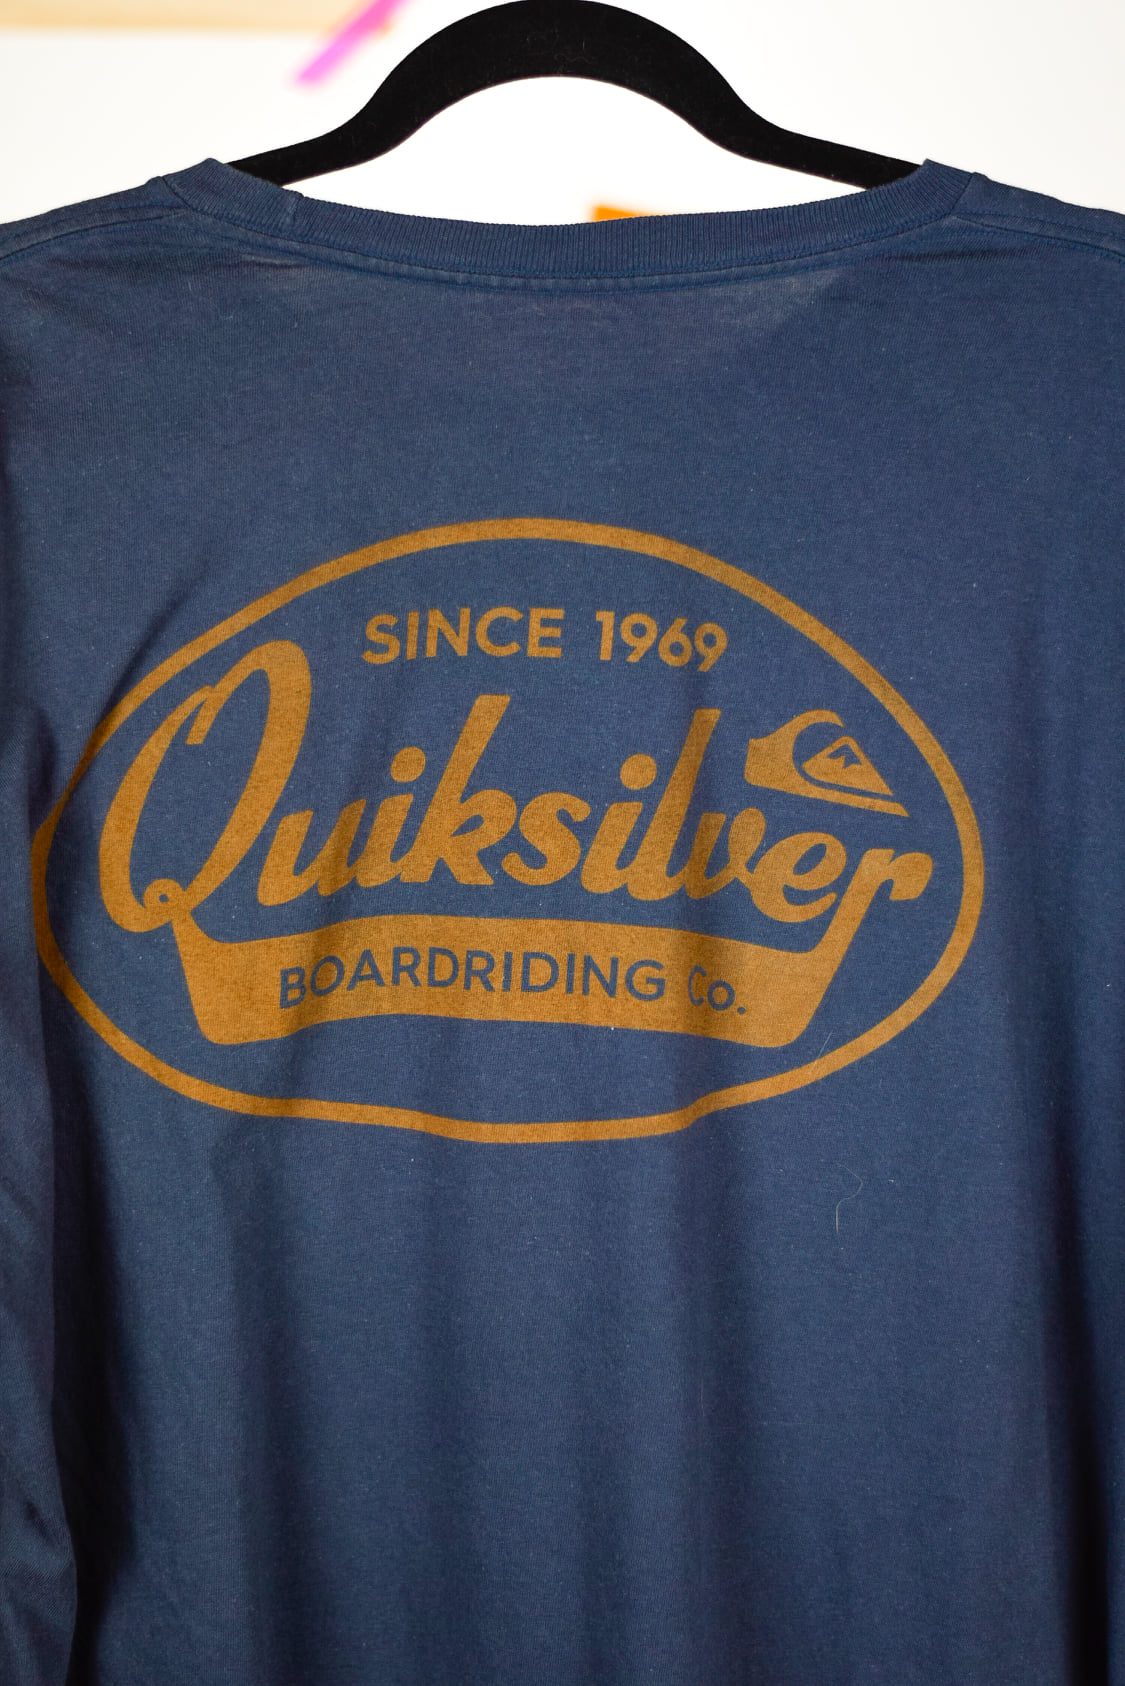 SINCE 1969
Quiksilver
BOARDRIDING Co.